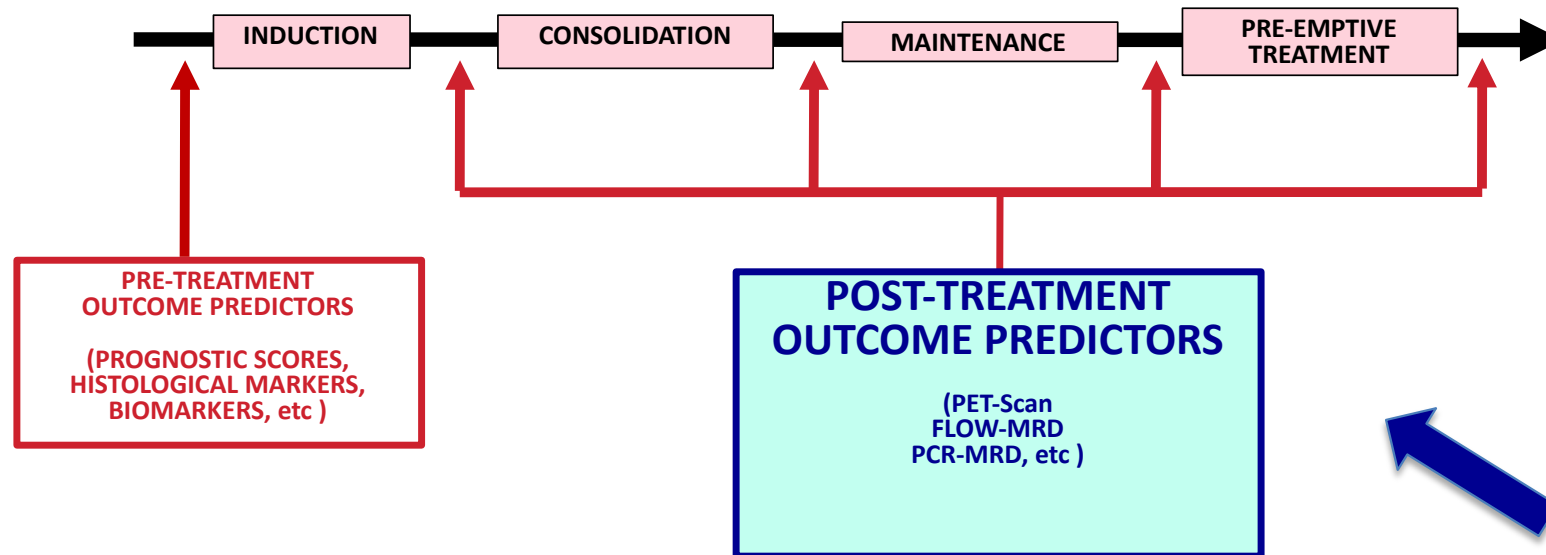 INDUCTION
CONSOLIDATION
MAINTENANCE
PRE-EMPTIVE
TREATMENT
PRE-TREATMENT
OUTCOME PREDICTORS
(PROGNOSTIC SCORES,
HISTOLOGICAL MARKERS,
BIOMARKERS, etc )
POST-TREATMENT
OUTCOME PREDICTORS
(PET-Scan
FLOW-MRD
PCR-MRD, etc )